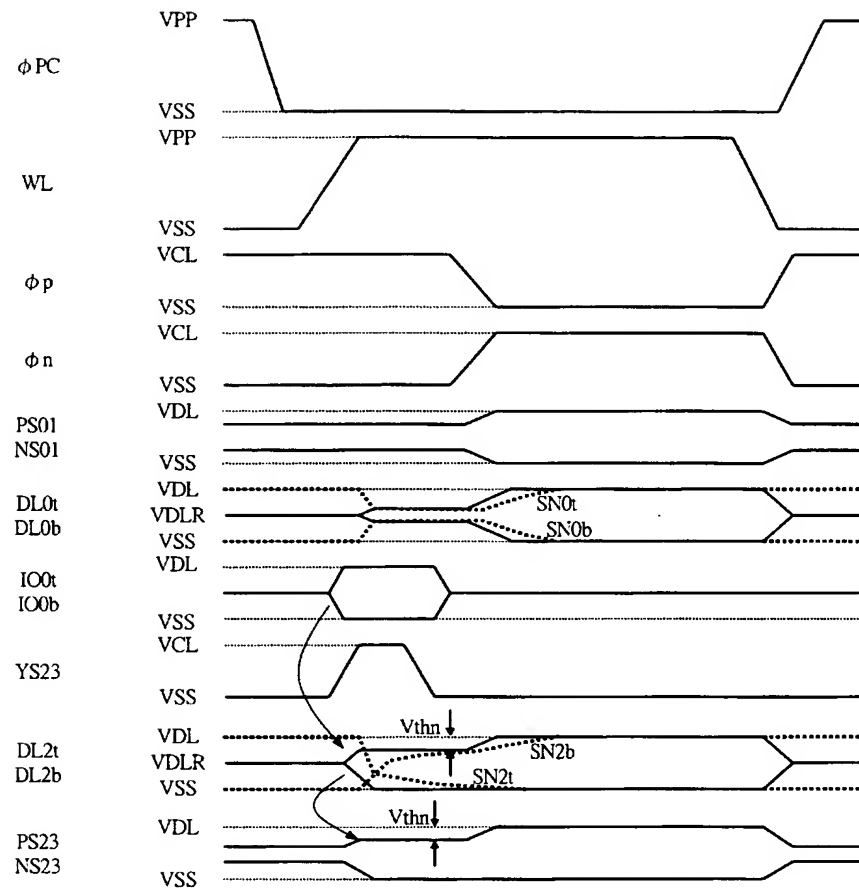 VPP
φPC
VSS
VPP
WL
VSS
VCL
φp
VSS
VCL
φn
VSS
VDL
PS01
NS01
VSS
VDL
DL0t
VDLR
DL0b
VSS
SN0t
SN0b
VDL
IO0t
IO0b
VSS
VCL
YS23
VSS
Vthn
VDL
DL2t
VDLR
DL2b
VSS
SN2b
SN2t
Vthn
VDL
PS23
NS23
VSS